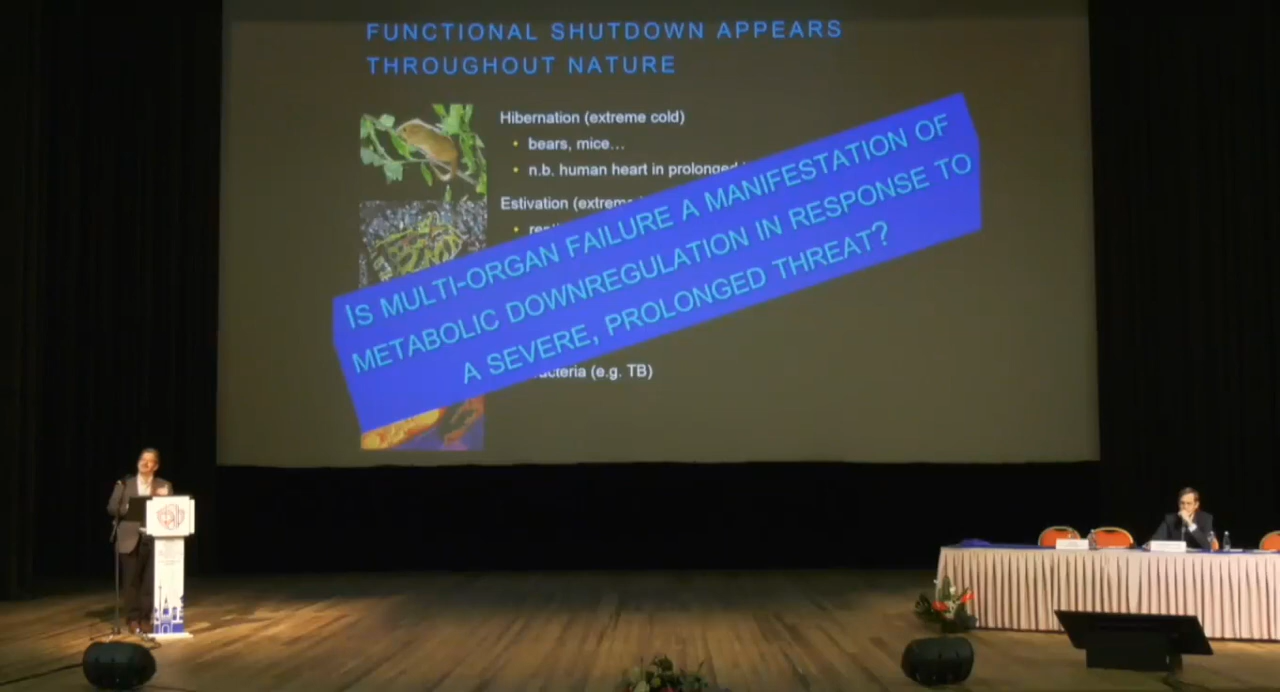 FUNCTIONAL SHUTDOWN APPEARS
THROUGHOUT NATURE
Hibernation (extreme cold)
• bears, mice…
• n.b. human heart in prolonged
Estivation (extreme
IS MULTI-ORGAN FAILURE A MANIFESTATION OF
METABOLIC DOWNREGULATION IN RESPONSE TO
A SEVERE, PROLONGED THREAT?
(e.g. TB)